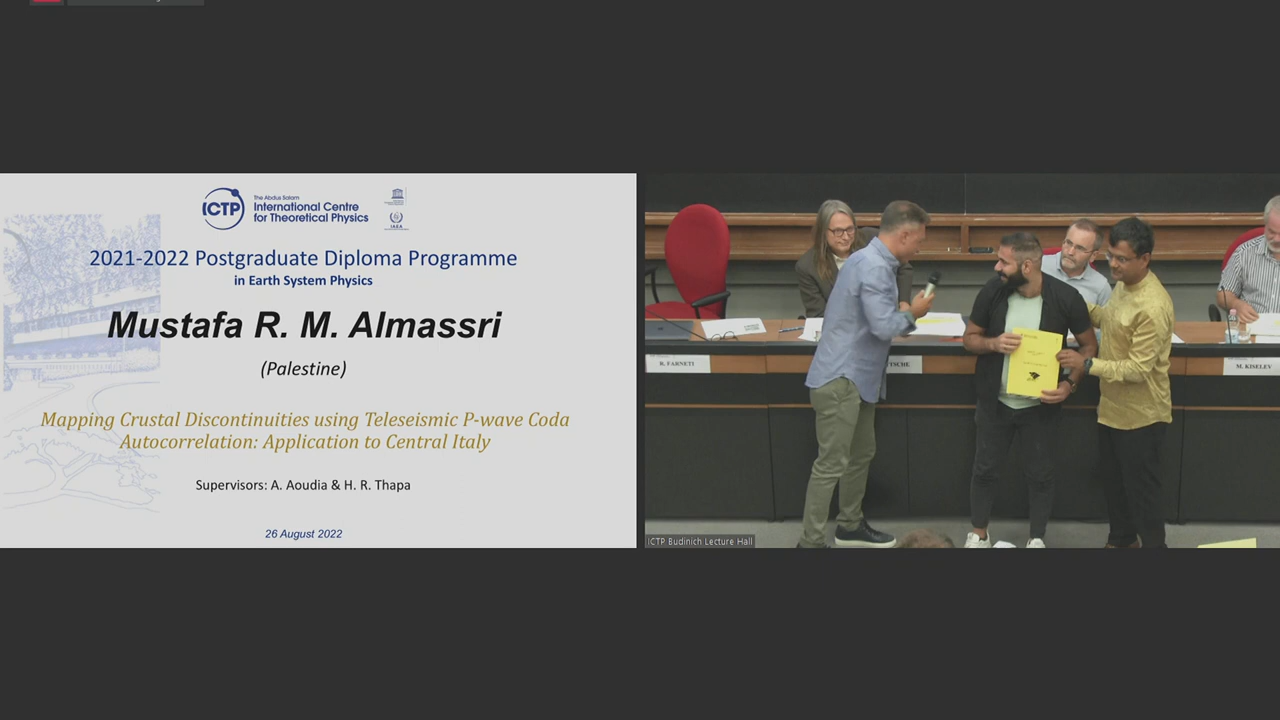 ICTP
The Abdus Salam
International Centre
for Theoretical Physics
IAEA
2021-2022 Postgraduate Diploma Programme
in Earth System Physics
Mustafa R. M. Almassri
(Palestine)
Mapping Crustal Discontinuities using Teleseismic P-wave Coda
Autocorrelation: Application to Central Italy
Supervisors: A. Aoudia & H. R. Thapa
26 August 2022
R. FARNETI
M. KISELEV
ICTP Budinich Lecture Hall